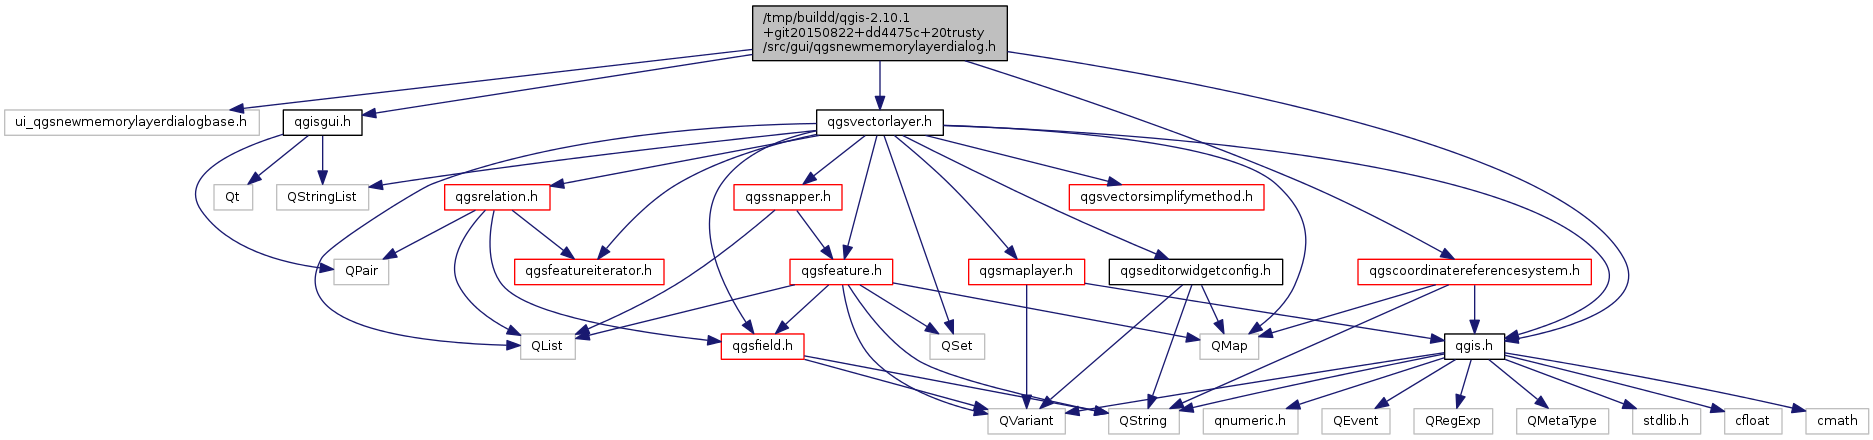 /tmp/buildd/qgis-2.10.1
+git20150822+dd4475c+20trusty
/src/gui/qgsnewmemorylayerdialog.h
ui_qgsnewmemorylayerdialogbase.h
qgisgui.h
qgsvectorlayer.h
Qt
QStringList
qgsrelation.h
qgssnapper.h
qgsvectorsimplifymethod.h
QPair
qgsfeatureiterator.h
qgsfeature.h
qgsmaplayer.h
qgseditorwidgetconfig.h
qgscoordinatereferencesystem.h
QList
qgsfield.h
QSet
QMap
qgis.h
QVariant
QString
qnumeric.h
QEvent
QRegExp
QMetaType
stdlib.h
cfloat
cmath